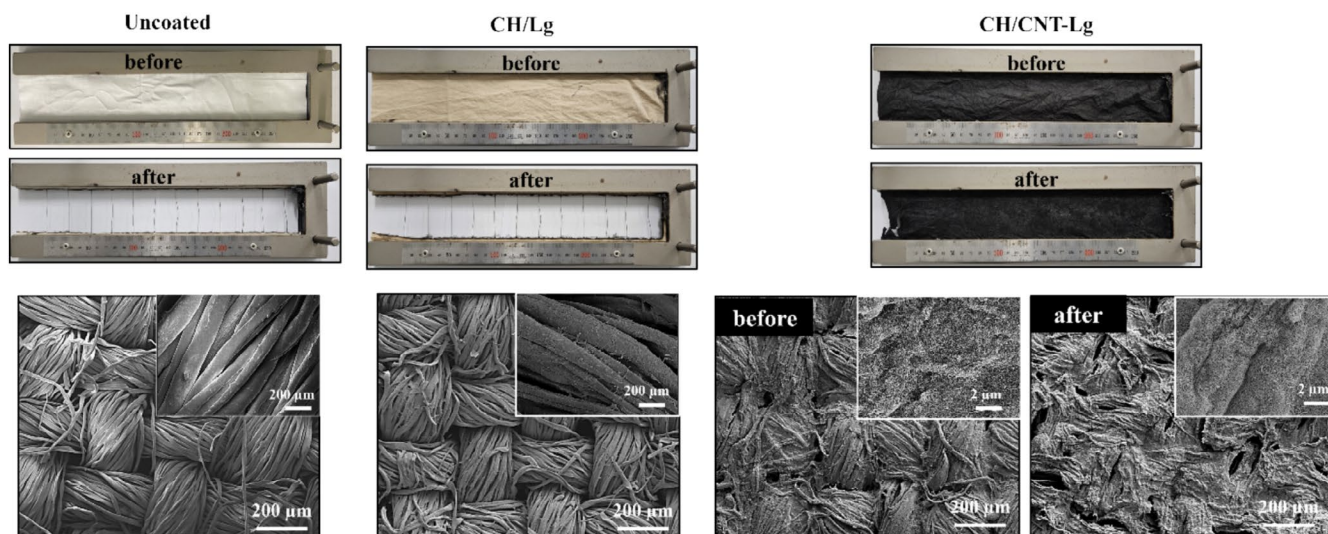 Uncoated
CH/Lg
CH/CNT-Lg
before
before
before
after
after
after
200 µm
200 µm
200 µm
200 µm
before
2 µm
200 µm
after
2 µm
200 µm